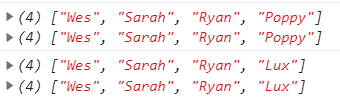 (4) ["Wes", "Sarah", "Ryan", "Poppy"]
(4) ["Wes", "Sarah", "Ryan", "Poppy"]
(4) ["Wes", "Sarah", "Ryan", "Lux"]
(4) ["Wes", "Sarah", "Ryan", "Lux"]